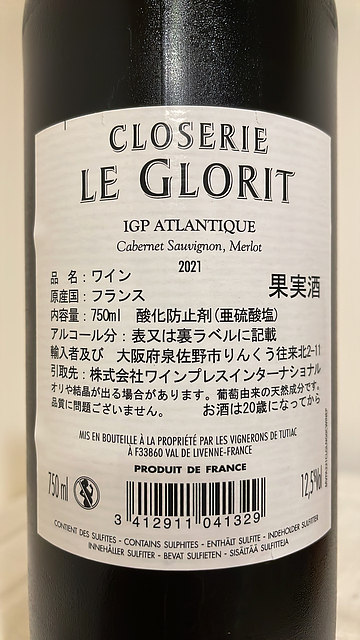 CLOSERIE
LE GLORIT
IGP ATLANTIQUE
Cabernet Sauvignon, Merlot
2021
品 名：ワイン
果実酒
原産国：フランス
内容量：750ml 酸化防止剤(亜硫酸塩)
アルコール分：表又は裏ラベルに記載
輸入者及び 大阪府泉佐野市りんくう往来北2-11
引取先：株式会社ワインプレスインターナショナル
オリや結晶が出る場合があります。葡萄由来の天然成分です。
品質に問題ございません。 お酒は20歳になってから
MIS EN BOUTEILLE À LA PROPRIÉTÉ PAR LES VIGNERONS DE TUTIAC
À F33860 VAL DE LIVENNE-FRANCE
PRODUIT DE FRANCE
750 ml
12,5%vol
3 412911 041329
CONTIENT DES SULFITES - CONTAINS SULPHITES - ENTHÄLT SULFITE - INDEHOLDER SULFITTER
INNEHÅLLER SULFITER - BEVAT SULFIETEN - SISÄLTÄÄ SULFIITTEJA